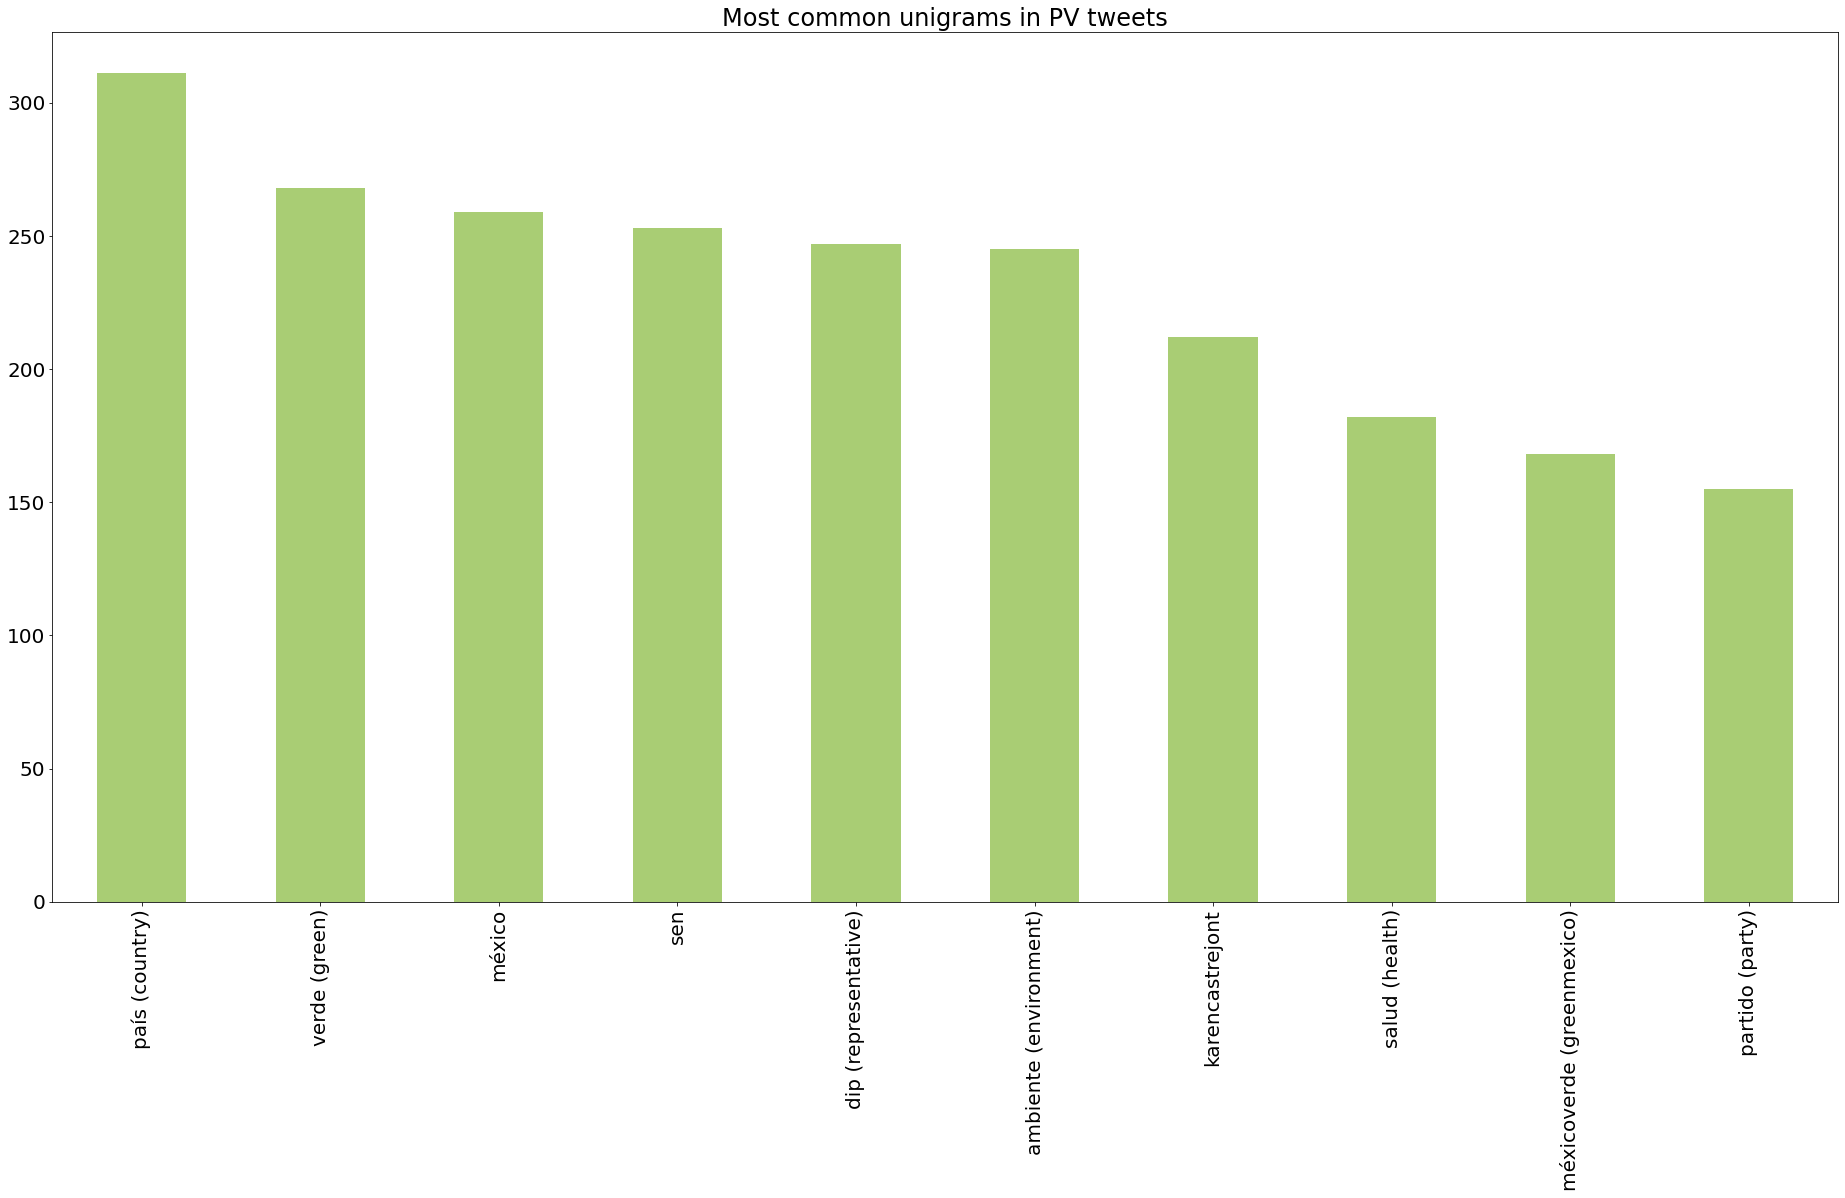 Most common unigrams in PV tweets
300
250
200
150
100
50
0
país (country)
verde (green)
méxico
sen
dip (representative)
ambiente (environment)
karencastrejont
salud (health)
méxicoverde (greenmexico)
partido (party)